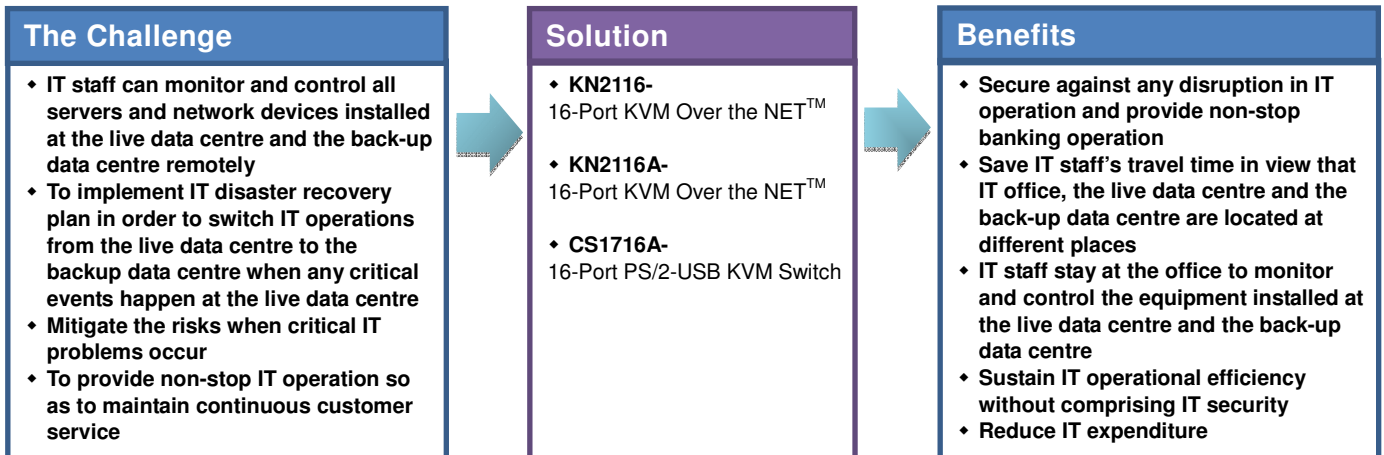 The Challenge
◆ IT staff can monitor and control all
servers and network devices installed
at the live data centre and the back-up
data centre remotely
◆ To implement IT disaster recovery
plan in order to switch IT operations
from the live data centre to the
backup data centre when any critical
events happen at the live data centre
◆ Mitigate the risks when critical IT
problems occur
◆ To provide non-stop IT operation so
as to maintain continuous customer
service
Solution
◆ KN2116-
16-Port KVM Over the NET™
◆ KN2116A-
16-Port KVM Over the NET™
◆ CS1716A-
16-Port PS/2-USB KVM Switch
Benefits
◆ Secure against any disruption in IT
operation and provide non-stop
banking operation
◆ Save IT staff's travel time in view that
IT office, the live data centre and the
back-up data centre are located at
different places
◆ IT staff stay at the office to monitor
and control the equipment installed at
the live data centre and the back-up
data centre
◆ Sustain IT operational efficiency
without comprising IT security
◆ Reduce IT expenditure